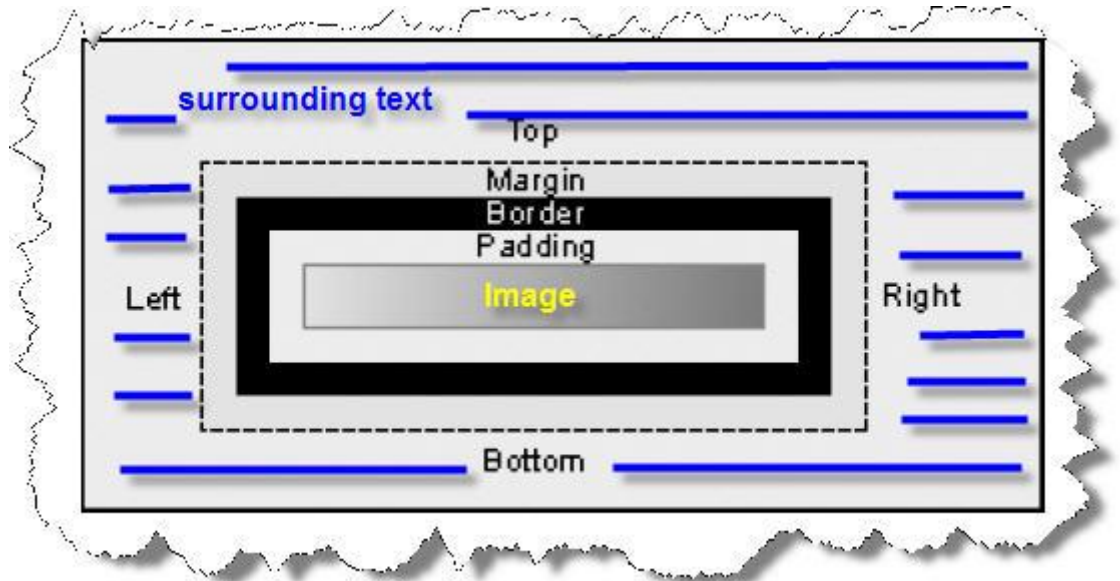 surrounding text
Top
Margin
Border
Padding
Left
Image
Right
Bottom